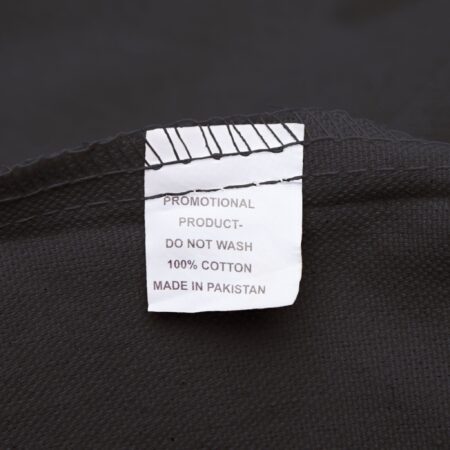 PROMOTIONAL
PRODUCT-
DO NOT WASH
100% COTTON
MADE IN PAKISTAN